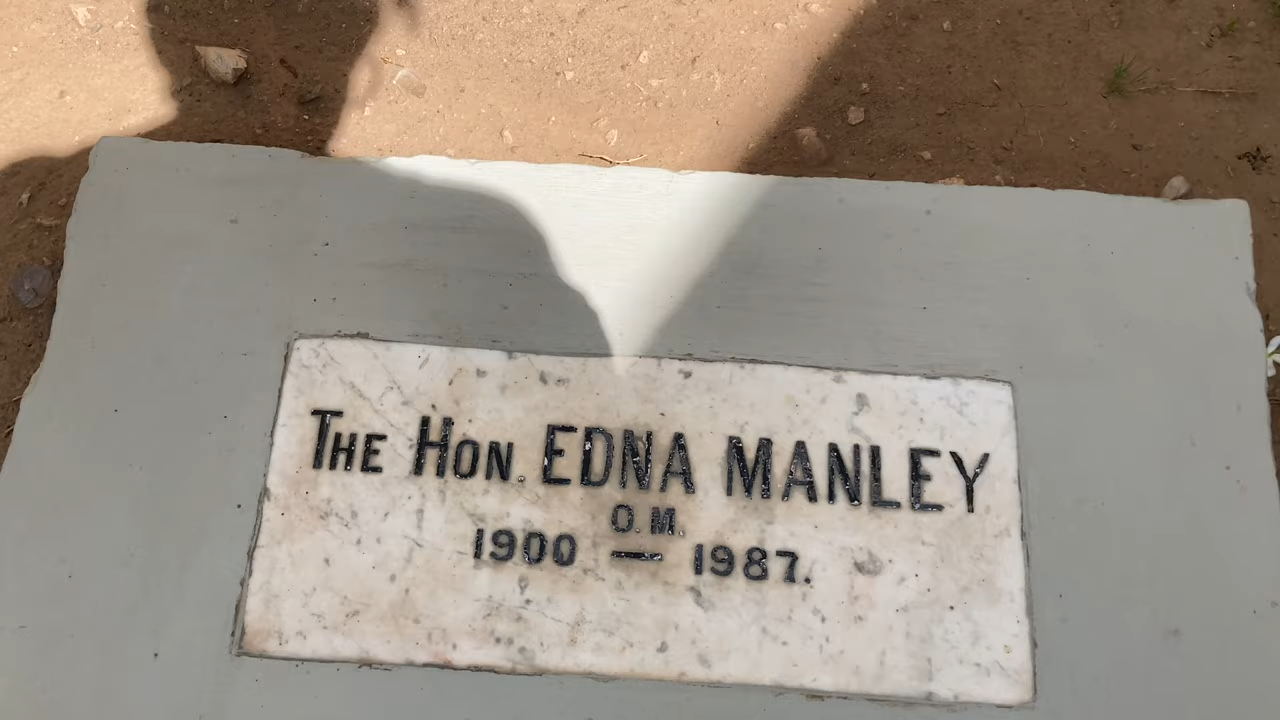 THE HON. EDNA MANLEY
O.M.
1900 — 1987.